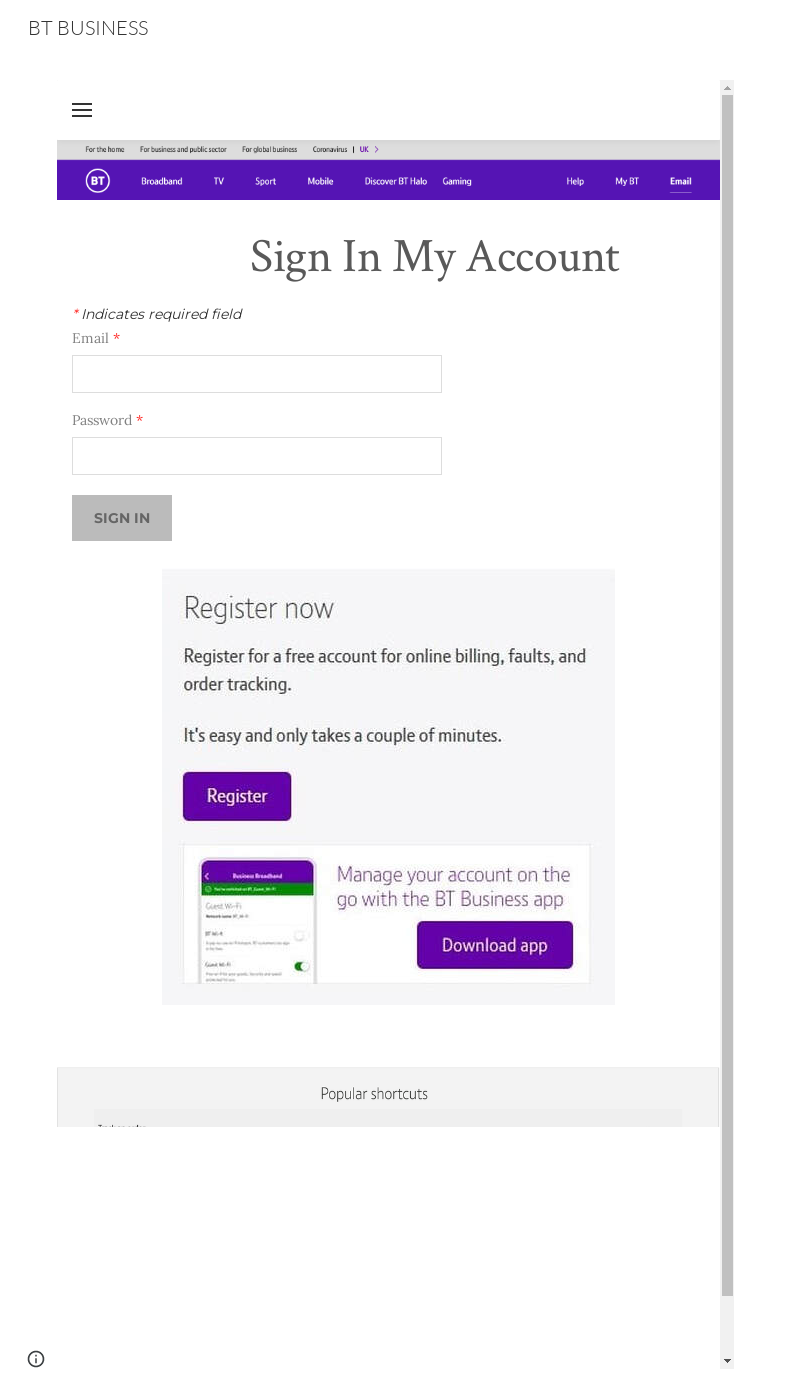 BT BUSINESS
For the home For business and public sector For global business Coronavirus | UK >
BT Broadband TV Sport Mobile Discover BT Halo Gaming Help My BT Email
Sign In My Account
* Indicates required field
Email *
Password *
SIGN IN
Register now
Register for a free account for online billing, faults, and
order tracking.
It's easy and only takes a couple of minutes.
Register
Business Broadband
Guest Wi-Fi
BT Wi-fi
Guest Wi-Fi
Manage your account on the
go with the BT Business app
Download app
Popular shortcuts